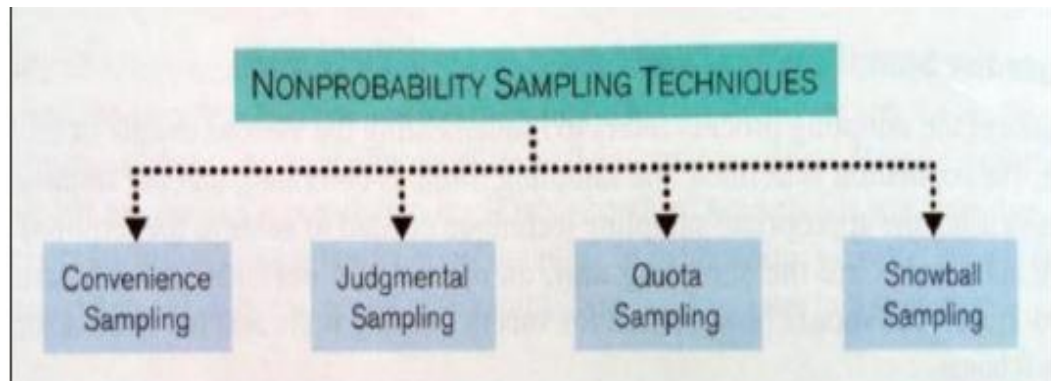 NONPROBABILITY SAMPLING TECHNIQUES
Convenience
Sampling
Judgmental
Sampling
Quota
Sampling
Snowball
Sampling